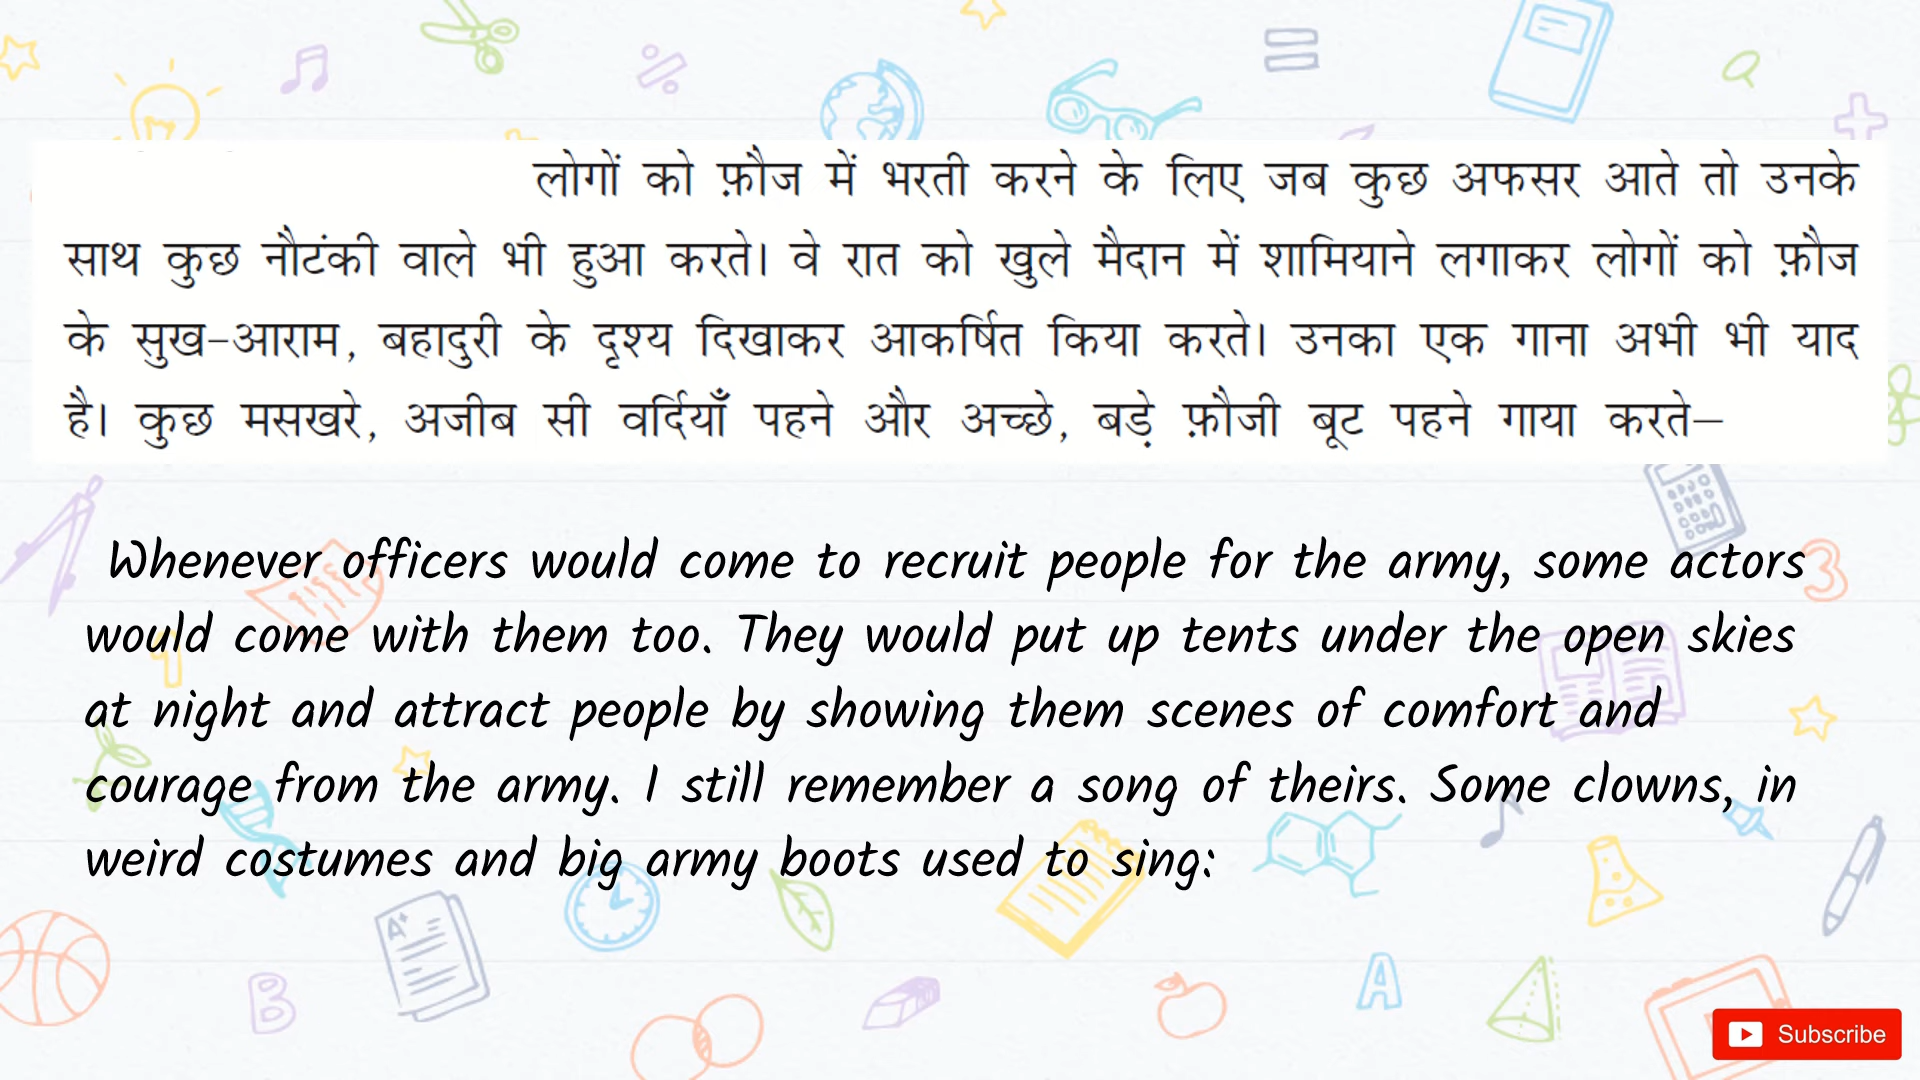 लोगों को फ़ौज में भरती करने के लिए जब कुछ अफसर आते तो उनके
साथ कुछ नौटंकी वाले भी हुआ करते। वे रात को खुले मैदान में शामियाने लगाकर लोगों को फ़ौज
के सुख-आराम, बहादुरी के दृश्य दिखाकर आकर्षित किया करते। उनका एक गाना अभी भी याद
है। कुछ मसखरे, अजीब सी वर्दियाँ पहने और अच्छे, बड़े फ़ौजी बूट पहने गाया करते—
Whenever officers would come to recruit people for the army, some actors
would come with them too. They would put up tents under the open skies
at night and attract people by showing them scenes of comfort and
courage from the army. I still remember a song of theirs. Some clowns, in
weird costumes and big army boots used to sing:
3
1
A+
B
A
Subscribe